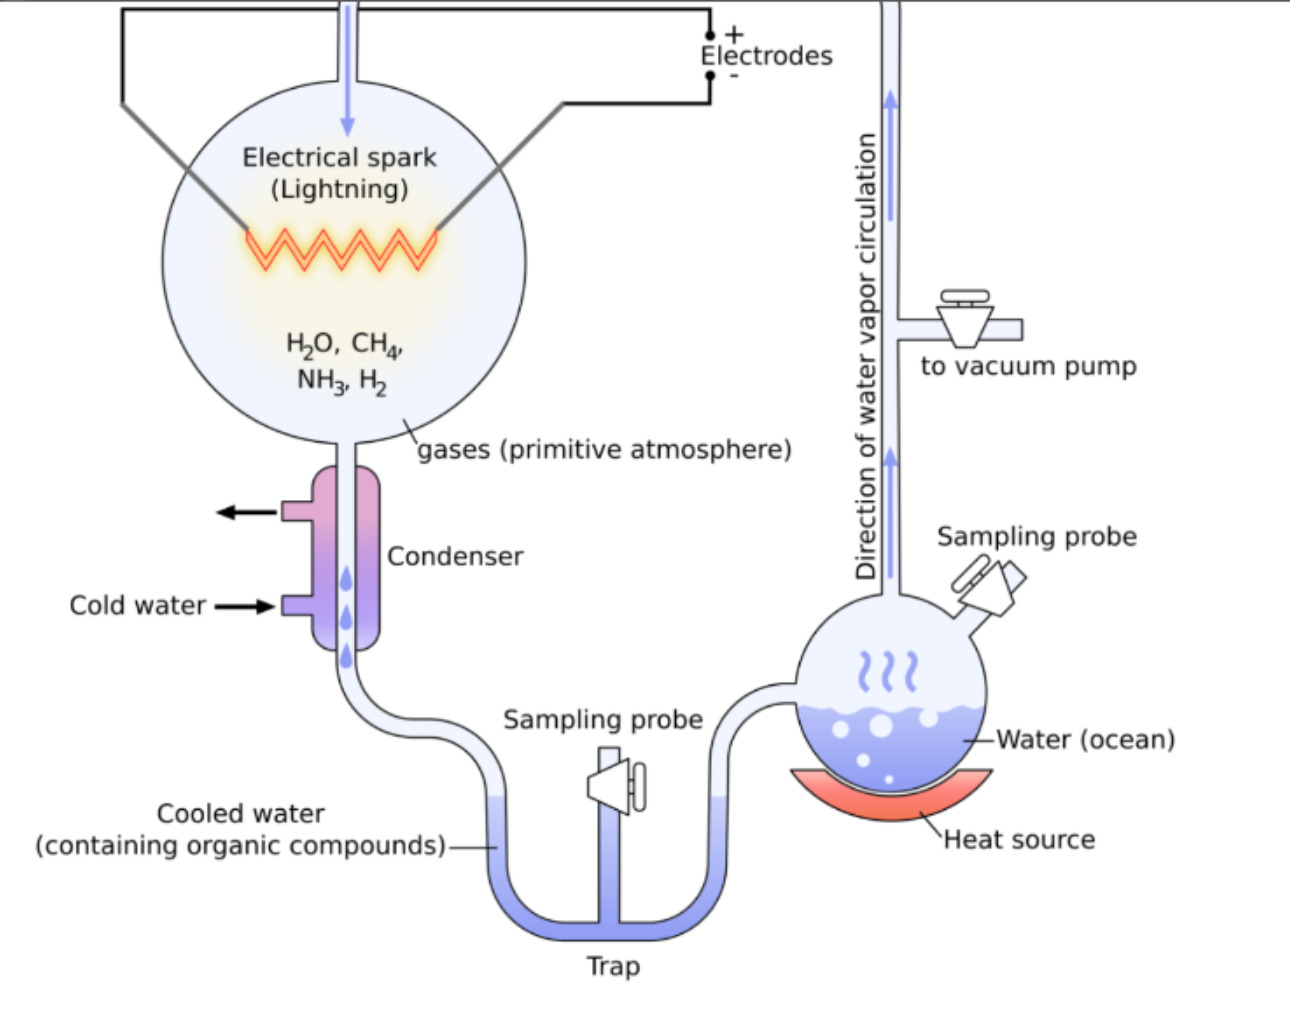 +
Electrodes
-
Electrical spark
(Lightning)
H₂O, CH₄,
NH₃, H₂
gases (primitive atmosphere)
Direction of water vapor circulation
to vacuum pump
Sampling probe
Condenser
Cold water
Sampling probe
Water (ocean)
Cooled water
(containing organic compounds)
Heat source
Trap